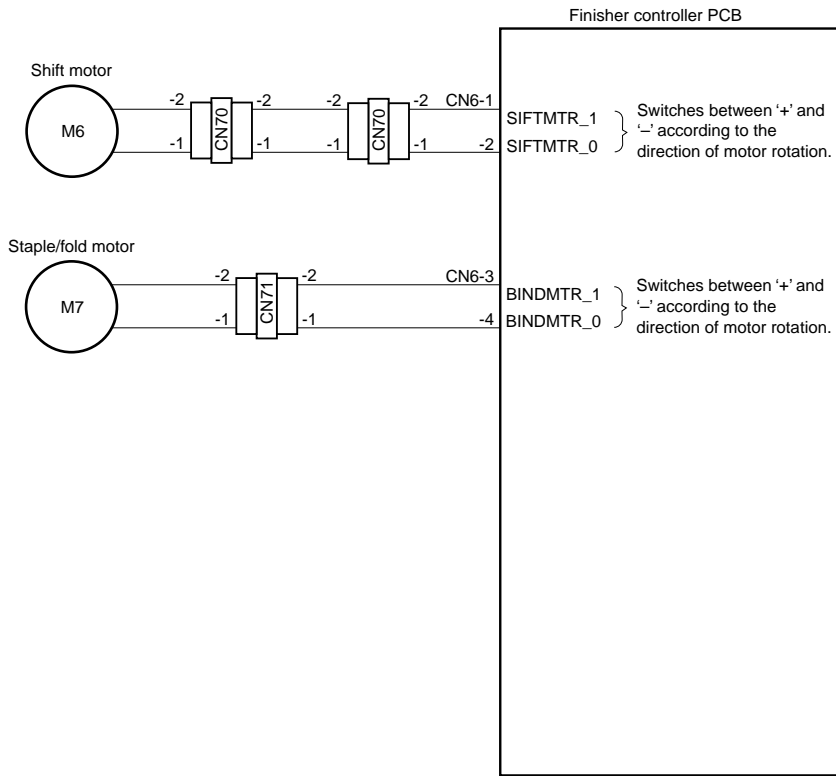 Finisher controller PCB
Shift motor
M6
-2 -2 -2 -2 CN6-1
CN70 CN70
-1 -1 -1 -1 -2
SIFTMTR_1
SIFTMTR_0
Switches between ‘+’ and
‘–’ according to the
direction of motor rotation.
Staple/fold motor
M7
-2 -2 CN6-3
CN71
-1 -1 -4
BINDMTR_1
BINDMTR_0
Switches between ‘+’ and
‘–’ according to the
direction of motor rotation.